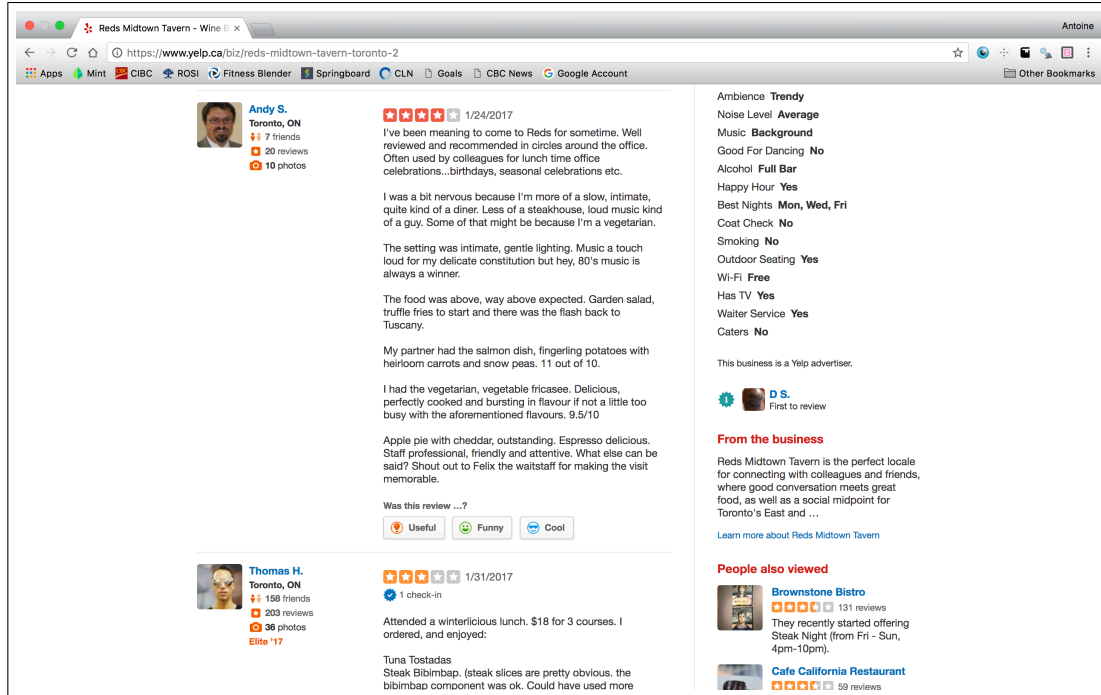 Reds Midtown Tavern - Wine B
Antoine
https://www.yelp.ca/biz/reds-midtown-tavern-toronto-2
Apps Mint CIBC ROSI Fitness Blender Springboard CLN Goals CBC News Google Account Other Bookmarks
Andy S.
Toronto, ON
7 friends
20 reviews
10 photos
1/24/2017
I've been meaning to come to Reds for sometime. Well
reviewed and recommended in circles around the office.
Often used by colleagues for lunch time office
celebrations...birthdays, seasonal celebrations etc.
I was a bit nervous because I'm more of a slow, intimate,
quite kind of a diner. Less of a steakhouse, loud music kind
of a guy. Some of that might be because I'm a vegetarian.
The setting was intimate, gentle lighting. Music a touch
loud for my delicate constitution but hey, 80's music is
always a winner.
The food was above, way above expected. Garden salad,
truffle fries to start and there was the flash back to
Tuscany.
My partner had the salmon dish, fingerling potatoes with
heirloom carrots and snow peas. 11 out of 10.
I had the vegetarian, vegetable fricasee. Delicious,
perfectly cooked and bursting in flavour if not a little too
busy with the aforementioned flavours. 9.5/10
Apple pie with cheddar, outstanding. Espresso delicious.
Staff professional, friendly and attentive. What else can be
said? Shout out to Felix the waitstaff for making the visit
memorable.
Was this review ...?
Useful Funny Cool
Thomas H.
Toronto, ON
158 friends
203 reviews
36 photos
Elite '17
1/31/2017
1 check-in
Attended a winterlicious lunch. $18 for 3 courses. I
ordered, and enjoyed:
Tuna Tostadas
Steak Bibimbap. (steak slices are pretty obvious. the
bibimbap component was ok. Could have used more
Ambience Trendy
Noise Level Average
Music Background
Good For Dancing No
Alcohol Full Bar
Happy Hour Yes
Best Nights Mon, Wed, Fri
Coat Check No
Smoking No
Outdoor Seating Yes
Wi-Fi Free
Has TV Yes
Waiter Service Yes
Caters No
This business is a Yelp advertiser.
1
D S.
First to review
From the business
Reds Midtown Tavern is the perfect locale
for connecting with colleagues and friends,
where good conversation meets great
food, as well as a social midpoint for
Toronto's East and …
Learn more about Reds Midtown Tavern
People also viewed
Brownstone Bistro
131 reviews
They recently started offering
Steak Night (from Fri - Sun,
4pm-10pm).
Cafe California Restaurant
59 reviews